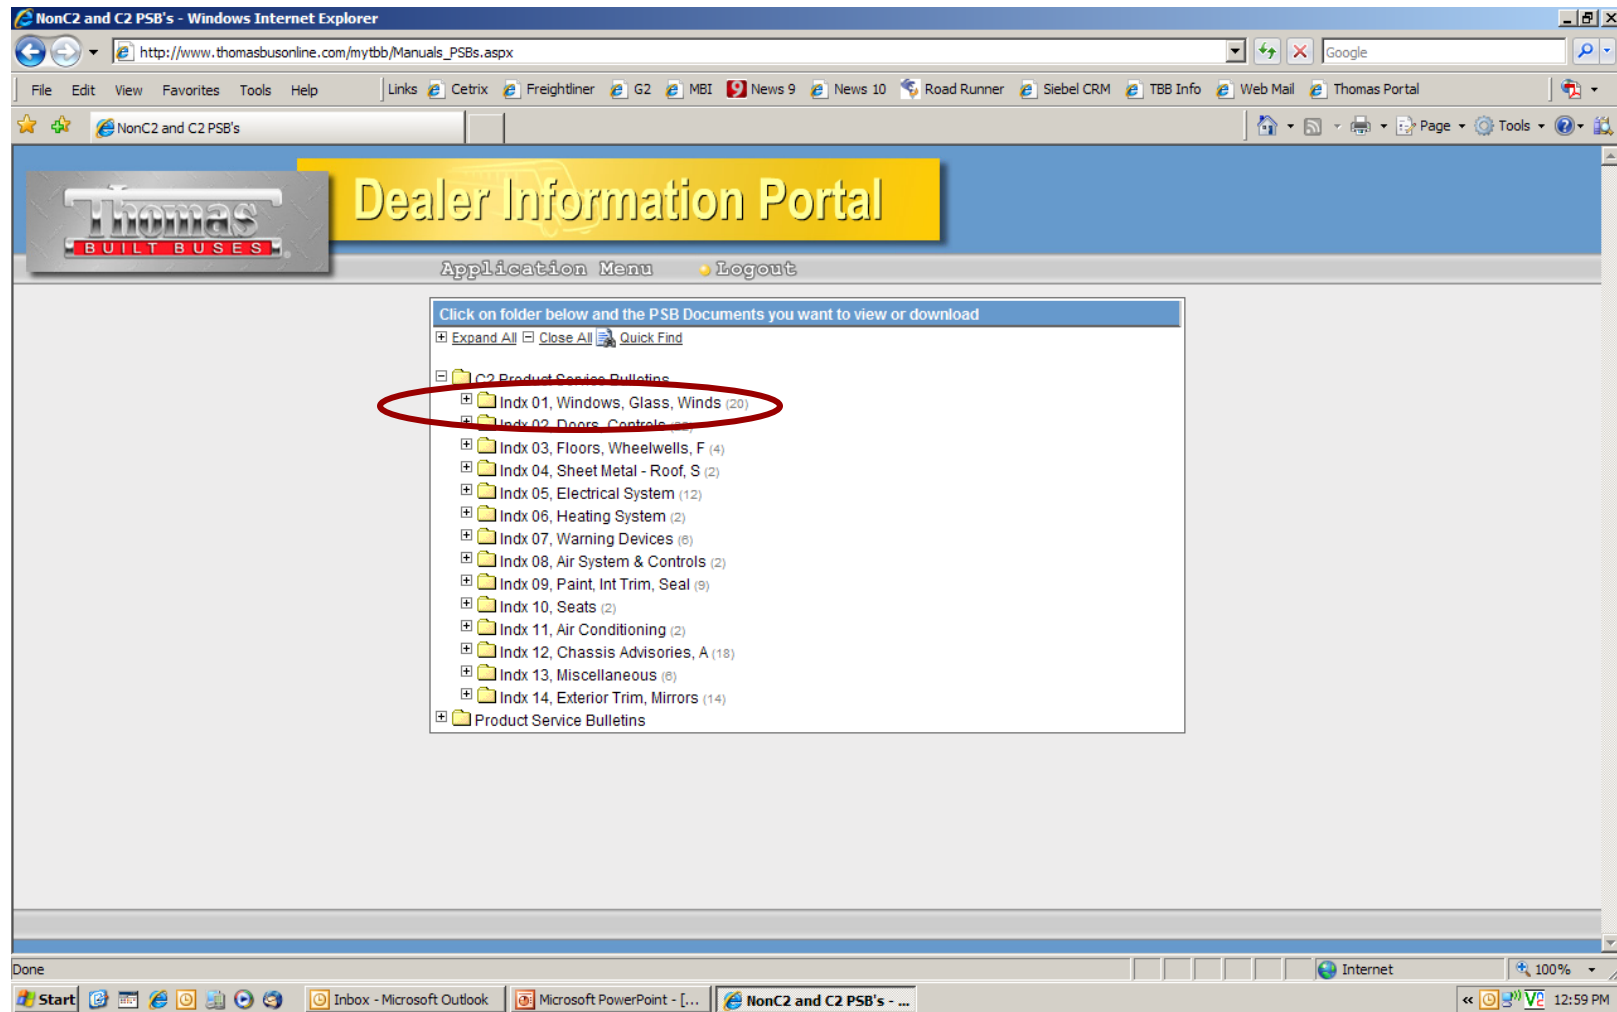 NonC2 and C2 PSB's - Windows Internet Explorer
http://www.thomasbusonline.com/mytbb/Manuals_PSBs.aspx Google
File Edit View Favorites Tools Help Links Cetrix Freightliner G2 MBI 9 News 9 News 10 Road Runner Siebel CRM TBB Info Web Mail Thomas Portal
NonC2 and C2 PSB's Page Tools
Thomas
BUILT BUSES
Dealer Information Portal
Application Menu Logout
Click on folder below and the PSB Documents you want to view or download
Expand All Close All Quick Find
C2 Product Service Bulletins
Indx 01, Windows, Glass, Winds (20)
Indx 02, Doors, Controls
Indx 03, Floors, Wheelwells, F (4)
Indx 04, Sheet Metal - Roof, S (2)
Indx 05, Electrical System (12)
Indx 06, Heating System (2)
Indx 07, Warning Devices (6)
Indx 08, Air System & Controls (2)
Indx 09, Paint, Int Trim, Seal (9)
Indx 10, Seats (2)
Indx 11, Air Conditioning (2)
Indx 12, Chassis Advisories, A (18)
Indx 13, Miscellaneous (6)
Indx 14, Exterior Trim, Mirrors (14)
Product Service Bulletins
Done Internet 100%
Start Inbox - Microsoft Outlook Microsoft PowerPoint - [... NonC2 and C2 PSB's - ... « V2 12:59 PM